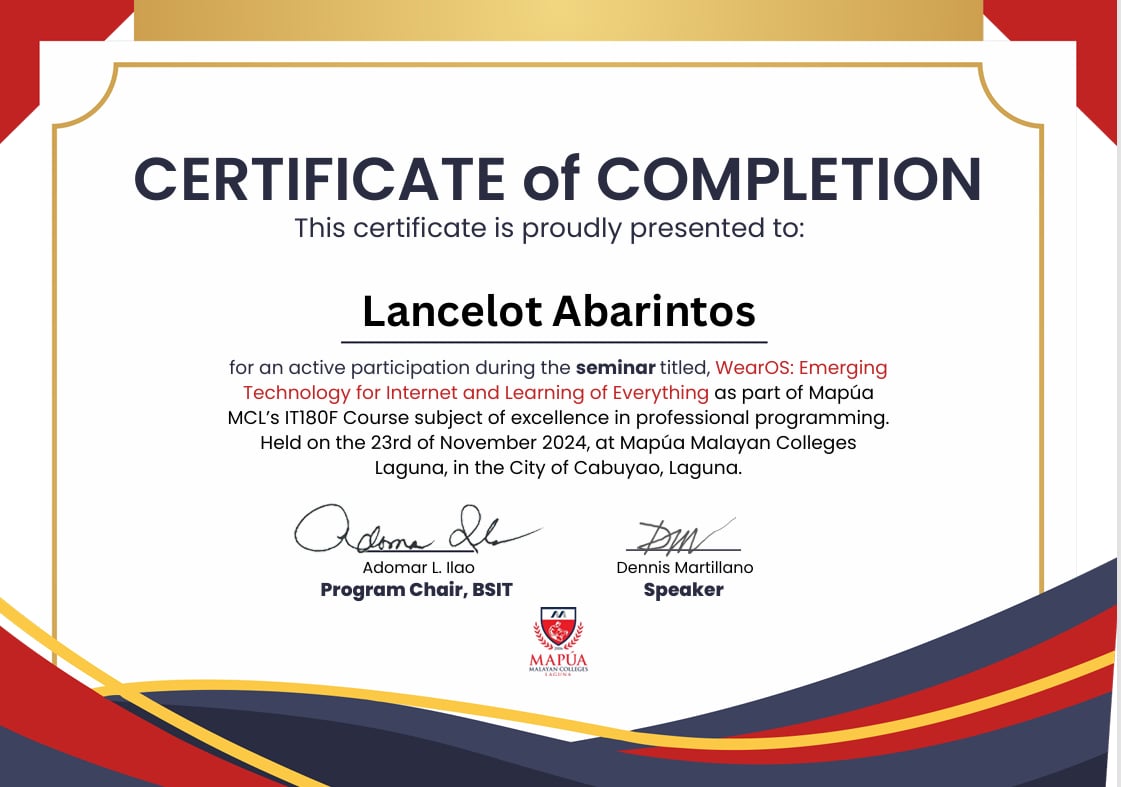 CERTIFICATE of COMPLETION
This certificate is proudly presented to:
Lancelot Abarintos
for an active participation during the seminar titled, WearOS: Emerging
Technology for Internet and Learning of Everything as part of Mapúa
MCL’s IT180F Course subject of excellence in professional programming.
Held on the 23rd of November 2024, at Mapúa Malayan Colleges
Laguna, in the City of Cabuyao, Laguna.
Adomar L. Ilao
Program Chair, BSIT
Dennis Martillano
Speaker
MAPÚA
MALAYAN COLLEGES
LAGUNA